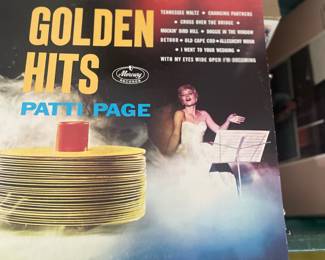 GOLDEN
HITS
PATTI PAGE
Mercury
RECORDS
TENNESSEE WALTZ • CHANGING PARTNERS
• CROSS OVER THE BRIDGE •
MOCKIN' BIRD HILL • DOGGIE IN THE WINDOW
DETOUR • OLD CAPE COD • ALLEGHENY MOON
• I WENT TO YOUR WEDDING •
WITH MY EYES WIDE OPEN I'M DREAMING